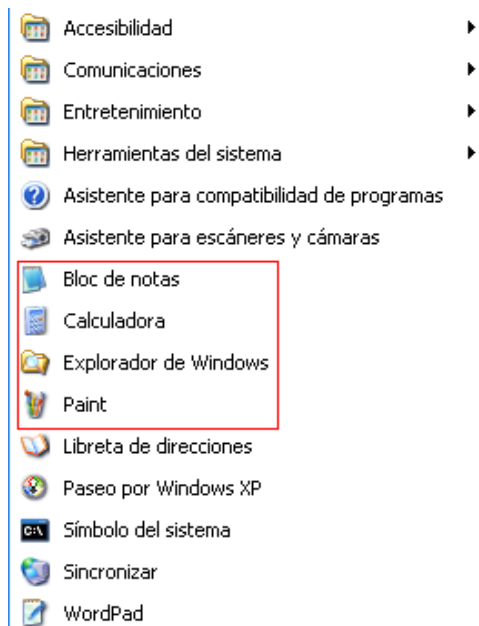 Accesibilidad
Comunicaciones
Entretenimiento
Herramientas del sistema
Asistente para compatibilidad de programas
Asistente para escáneres y cámaras
Bloc de notas
Calculadora
Explorador de Windows
Paint
Libreta de direcciones
Paseo por Windows XP
C:\ Símbolo del sistema
Sincronizar
WordPad